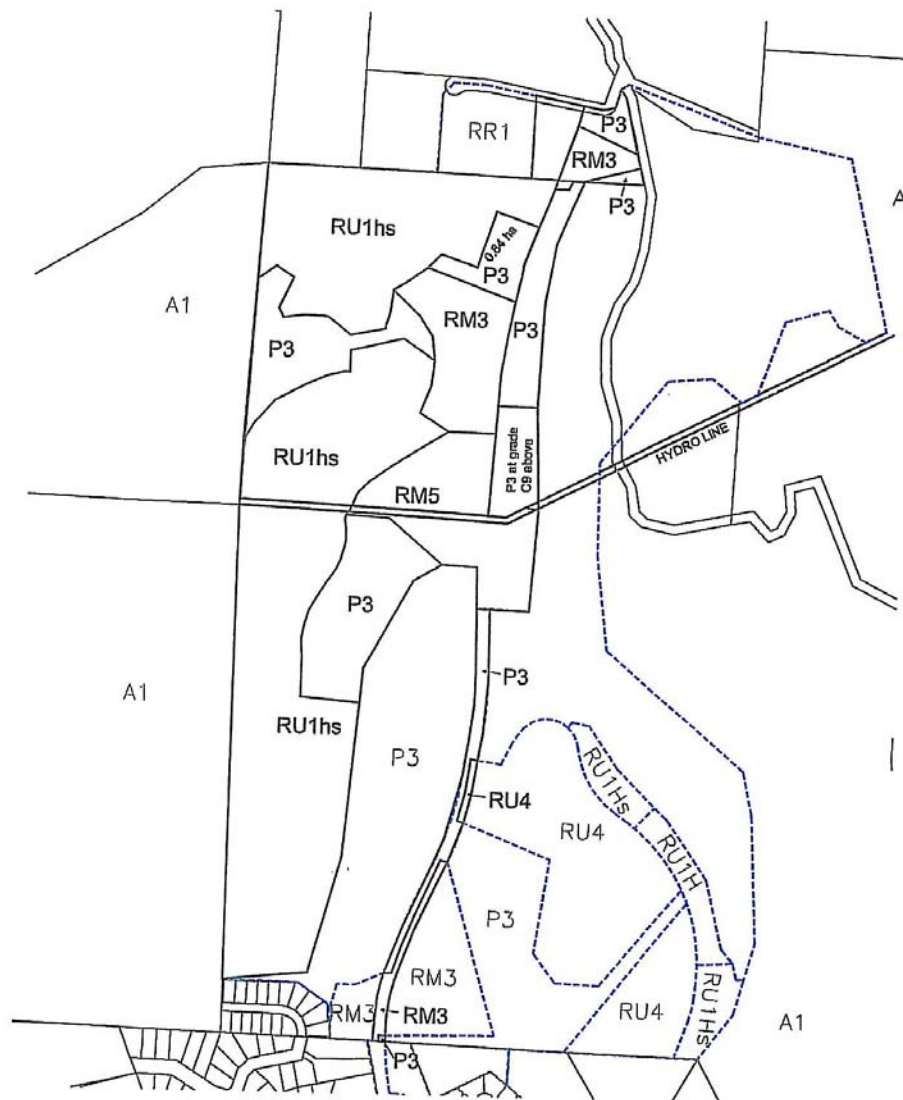 P3
RR1
RM3
P3
A
RU1hs
0.84 ha
P3
A1
RM3
P3
P3
HYDRO LINE
RU1hs
P3 at grade
C9 above
RM5
P3
P3
A1
RU1hs
P3
RU1Hs
RU4
RU4
RU1H
P3
RM3
RU1Hs
RU4
RM3
RM3
A1
P3